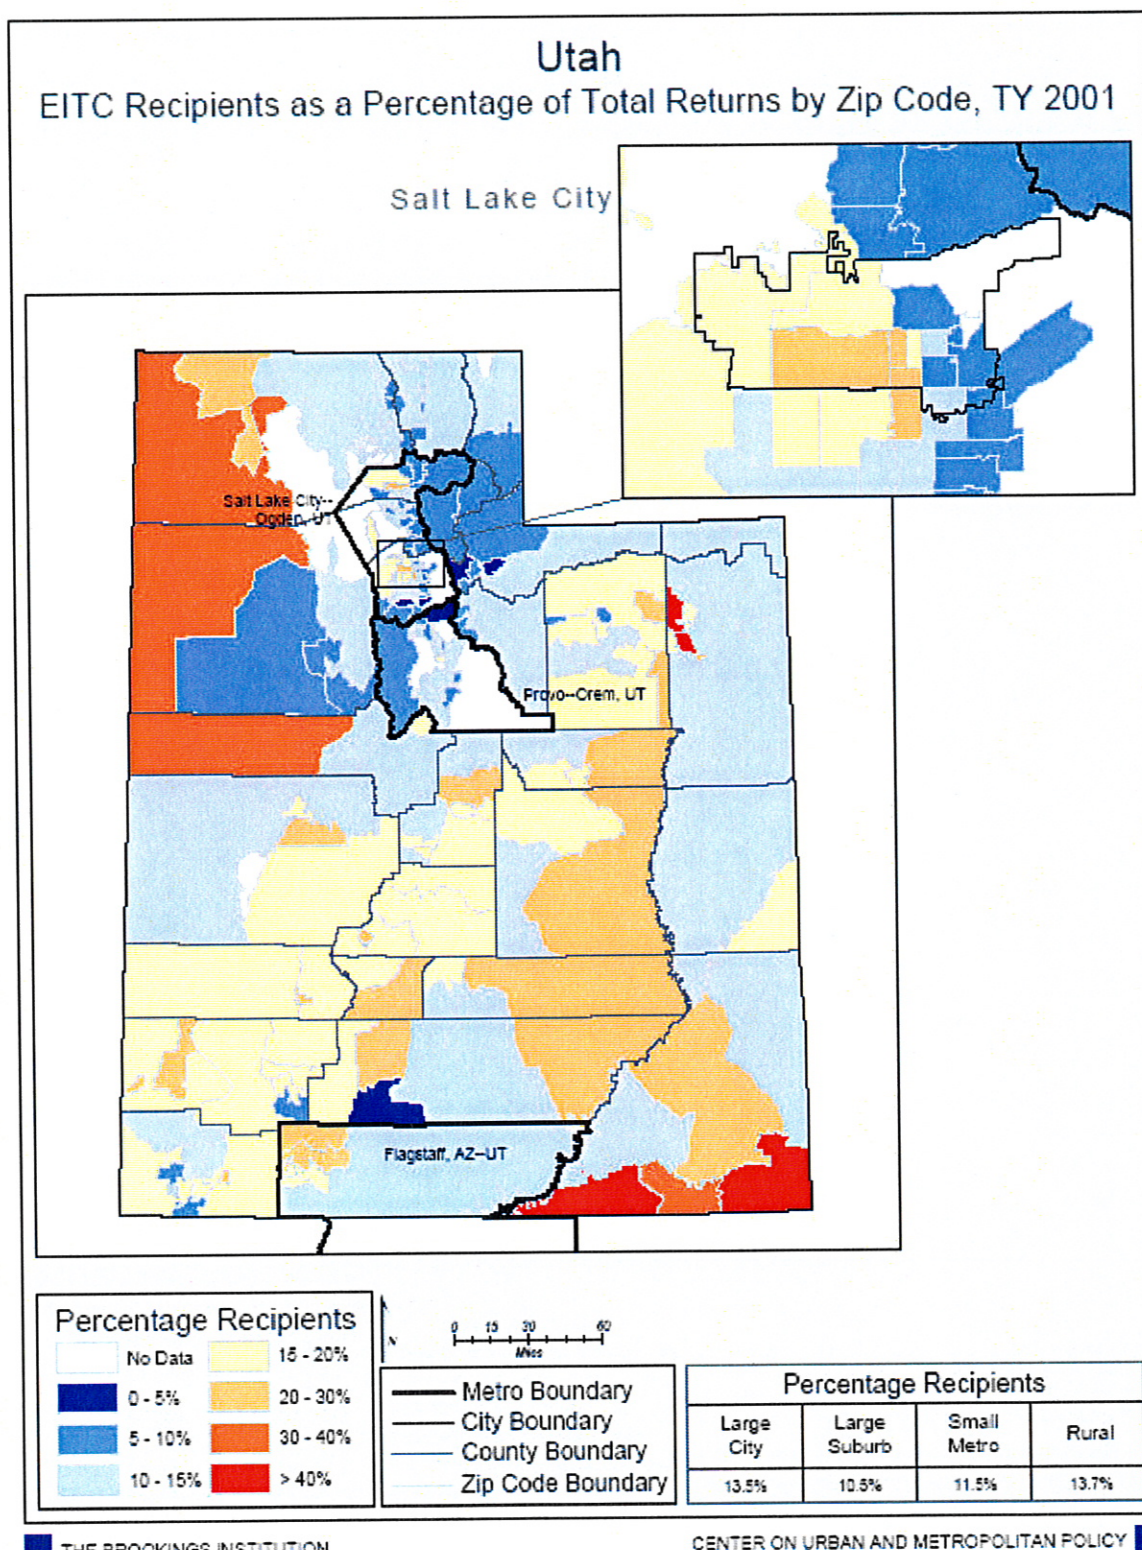 Utah
EITC Recipients as a Percentage of Total Returns by Zip Code, TY 2001
Salt Lake City
Salt Lake City--
Ogden, UT
Provo--Orem, UT
Flagstaff, AZ--UT
Percentage Recipients
No Data
0 - 5%
5 - 10%
10 - 15%
15 - 20%
20 - 30%
30 - 40%
> 40%
N
0 15 30 60
Miles
Metro Boundary
City Boundary
County Boundary
Zip Code Boundary
Percentage Recipients
Large City
Large Suburb
Small Metro
Rural
13.5% 10.5% 11.5% 13.7%
THE BROOKINGS INSTITUTION
CENTER ON URBAN AND METROPOLITAN POLICY